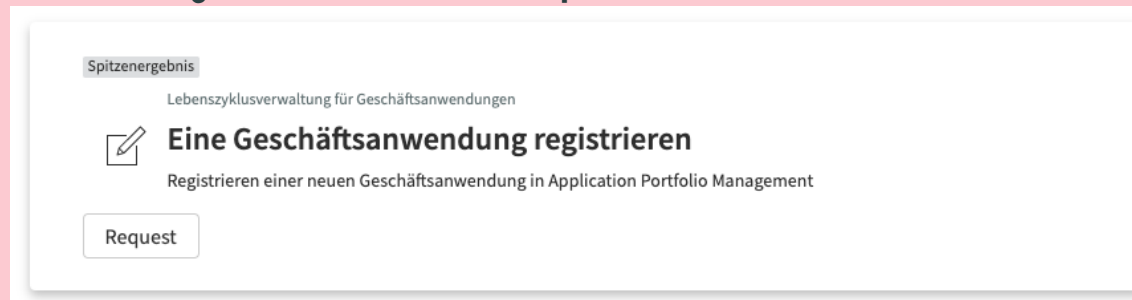 Spitzenergebnis
Lebenszyklusverwaltung für Geschäftsanwendungen
Eine Geschäftsanwendung registrieren
Registrieren einer neuen Geschäftsanwendung in Application Portfolio Management
Request